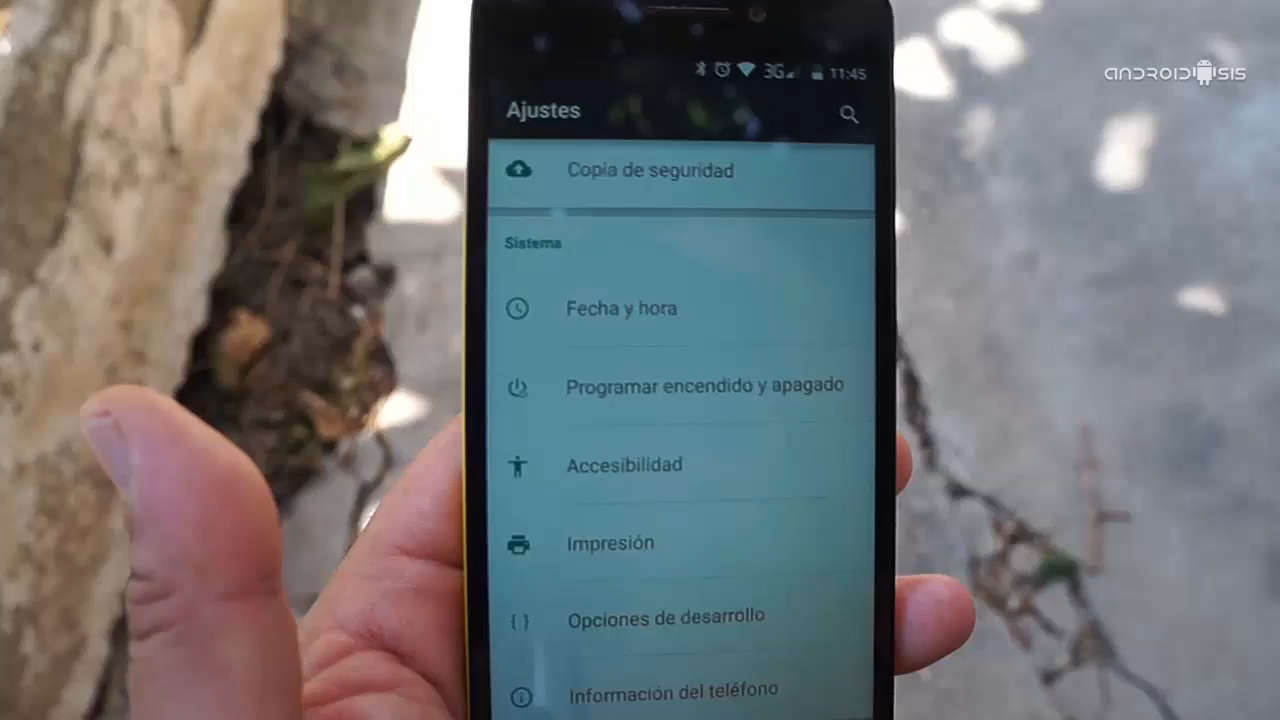 ANDROIDSIS
3G 11:45
Ajustes
Copia de seguridad
Sistema
Fecha y hora
Programar encendido y apagado
Accesibilidad
Impresión
{ } Opciones de desarrollo
Información del teléfono